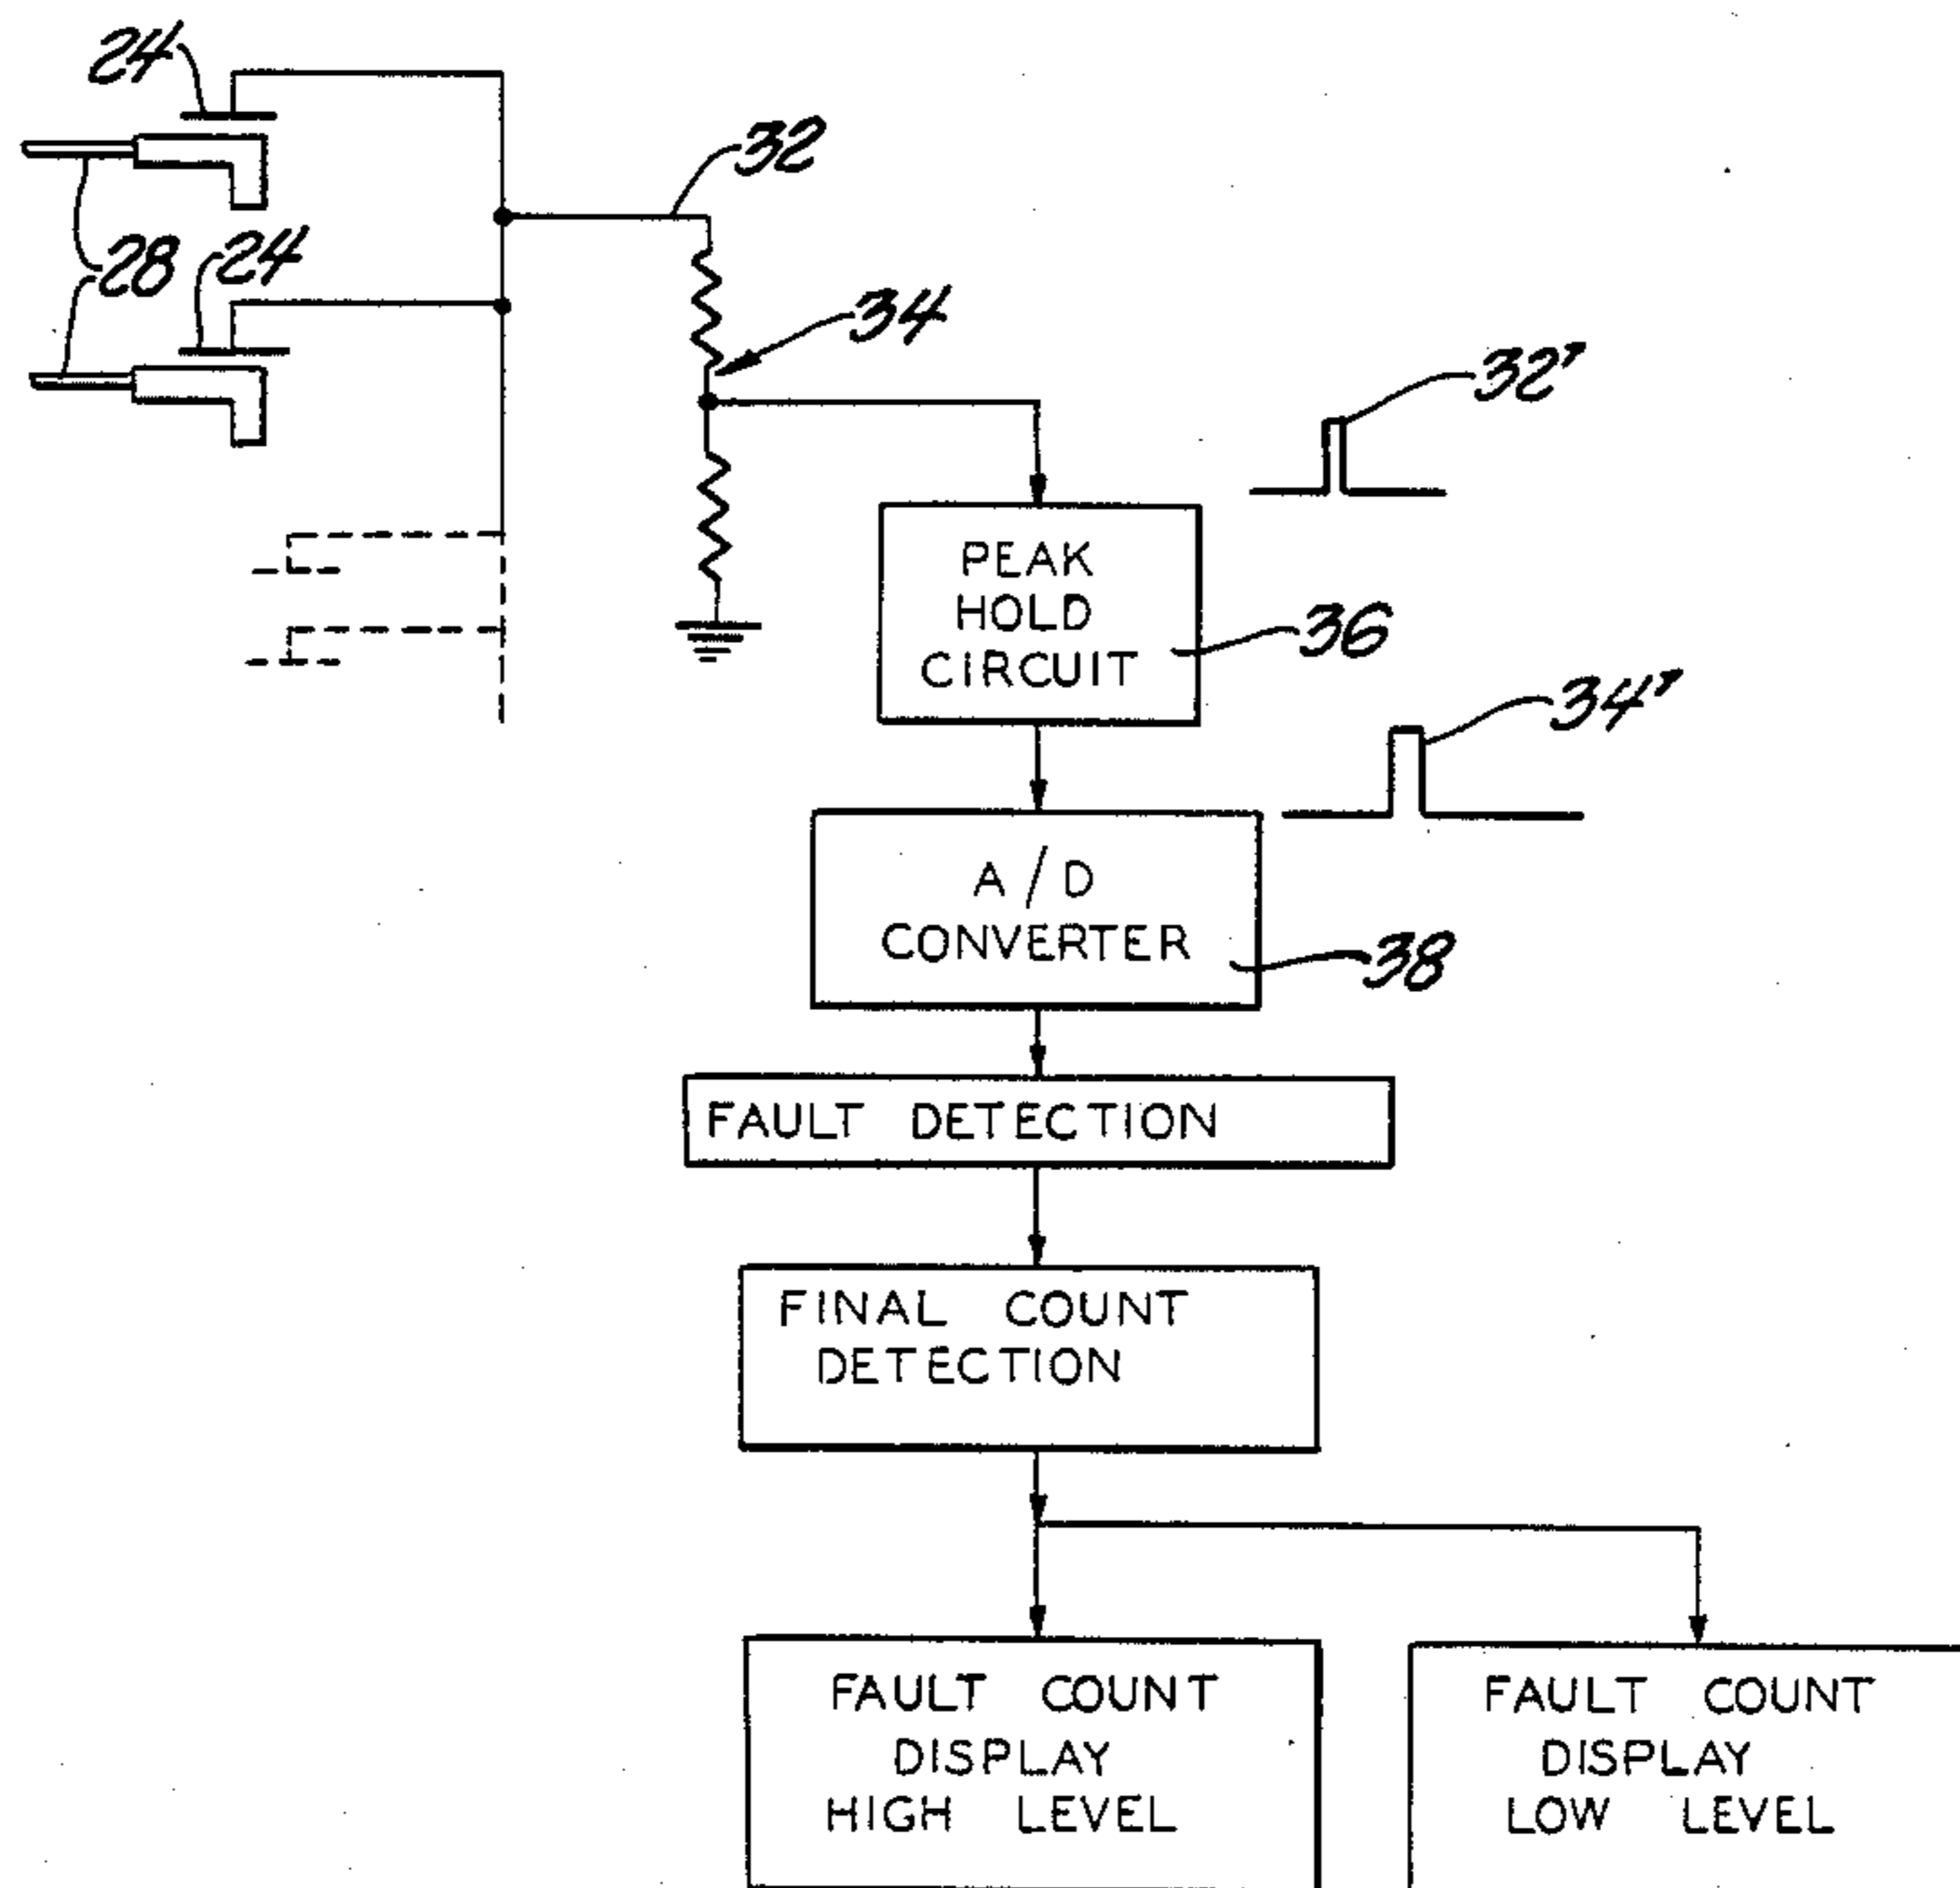 24
32
28
24
34
32'
PEAK
HOLD
CIRCUIT
36
34'
A/D
CONVERTER
38
FAULT DETECTION
FINAL COUNT
DETECTION
FAULT COUNT
DISPLAY
HIGH LEVEL
FAULT COUNT
DISPLAY
LOW LEVEL